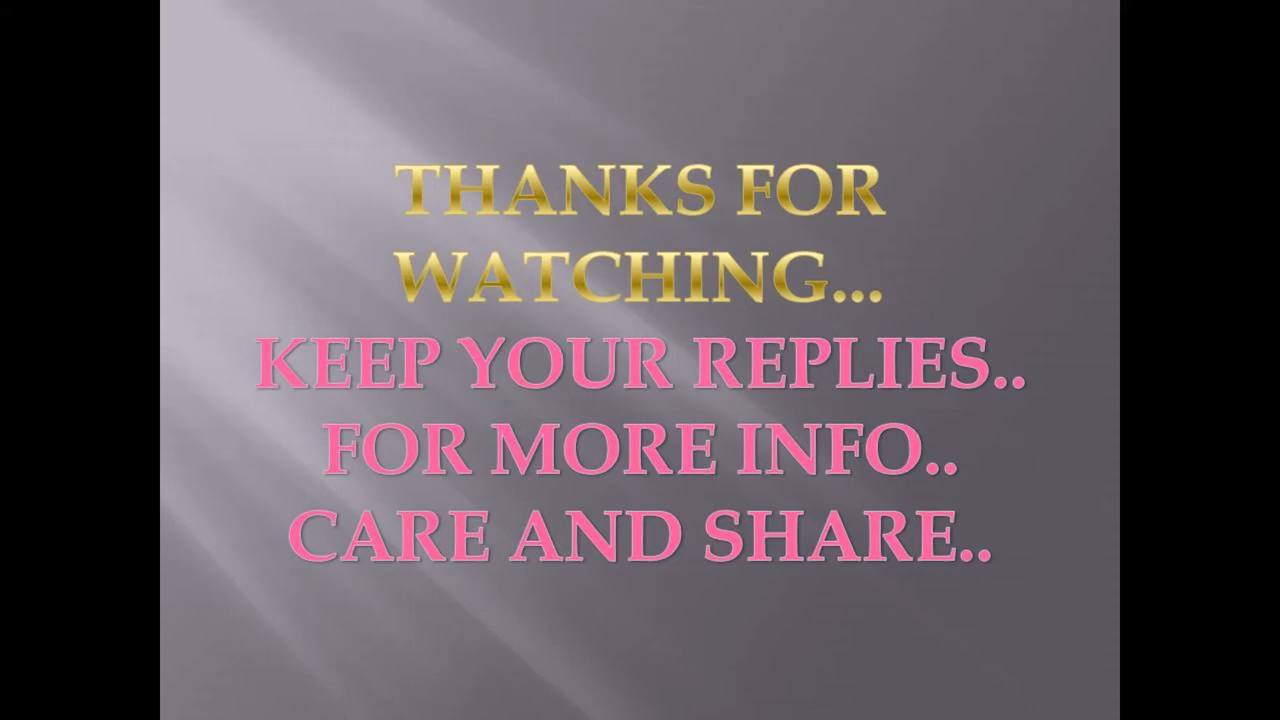 THANKS FOR
WATCHING...
KEEP YOUR REPLIES..
FOR MORE INFO..
CARE AND SHARE..